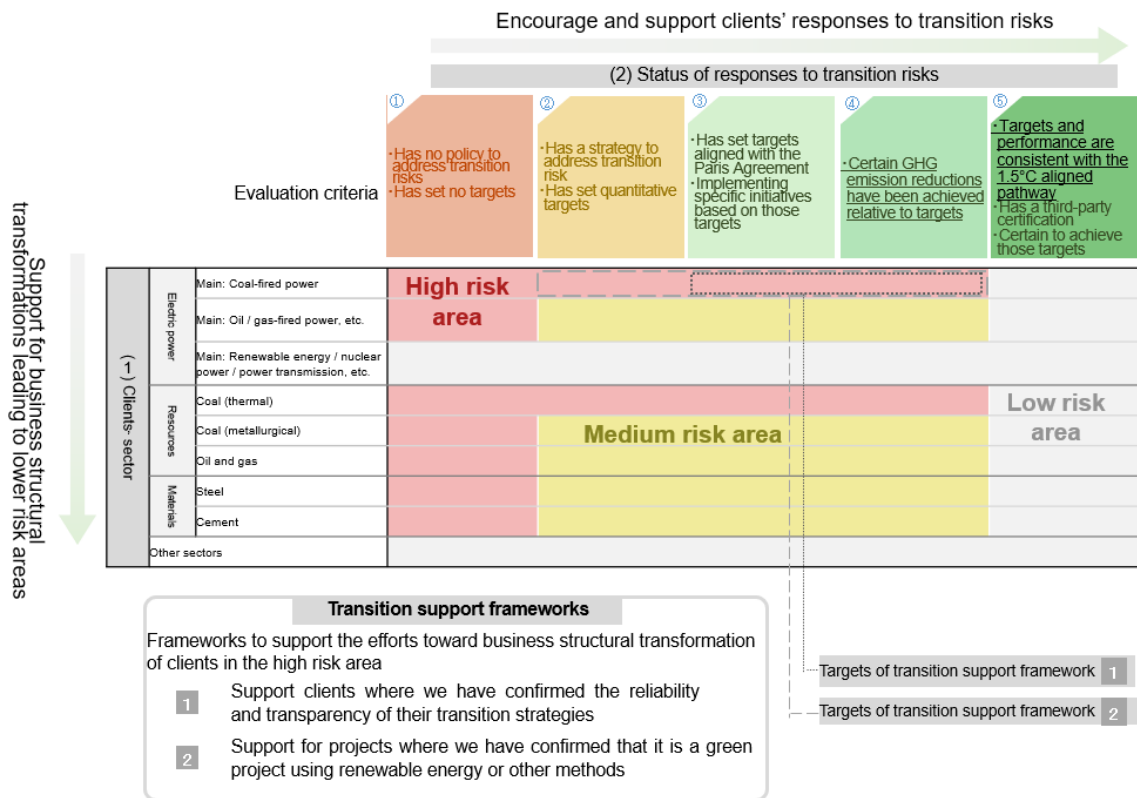 Encourage and support clients' responses to transition risks
(2) Status of responses to transition risks
①
②
③
④
⑤
Evaluation criteria
・Has no policy to
address transition
risks
・Has set no targets
・Has a strategy to
address transition
risk
・Has set quantitative
targets
・Has set targets
aligned with the
Paris Agreement
・Implementing
specific initiatives
based on those
targets
・Certain GHG
emission reductions
have been achieved
relative to targets
・Targets and
performance are
consistent with the
1.5°C aligned
pathway
・Has a third-party
certification
・Certain to achieve
those targets
Support for business structural
transformations leading to lower risk areas
(1) Clients- sector
Electric power
Main: Coal-fired power
Main: Oil / gas-fired power, etc.
Main: Renewable energy / nuclear
power / power transmission, etc.
Resources
Coal (thermal)
Coal (metallurgical)
Oil and gas
Materials
Steel
Cement
Other sectors
High risk
area
Medium risk area
Low risk
area
Transition support frameworks
Frameworks to support the efforts toward business structural transformation
of clients in the high risk area
1 Support clients where we have confirmed the reliability
and transparency of their transition strategies
2 Support for projects where we have confirmed that it is a green
project using renewable energy or other methods
Targets of transition support framework 1
Targets of transition support framework 2